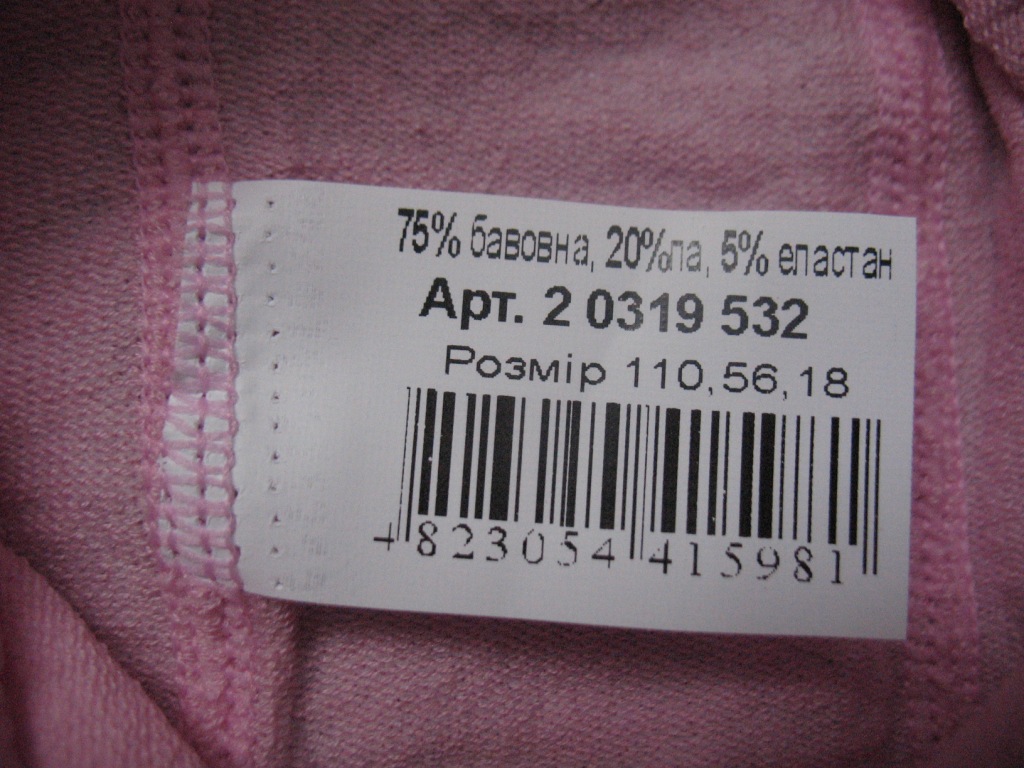 75% бавовна, 20%па, 5% еластан
Арт. 2 0319 532
Розмір 110,56,18
4 823054 415981